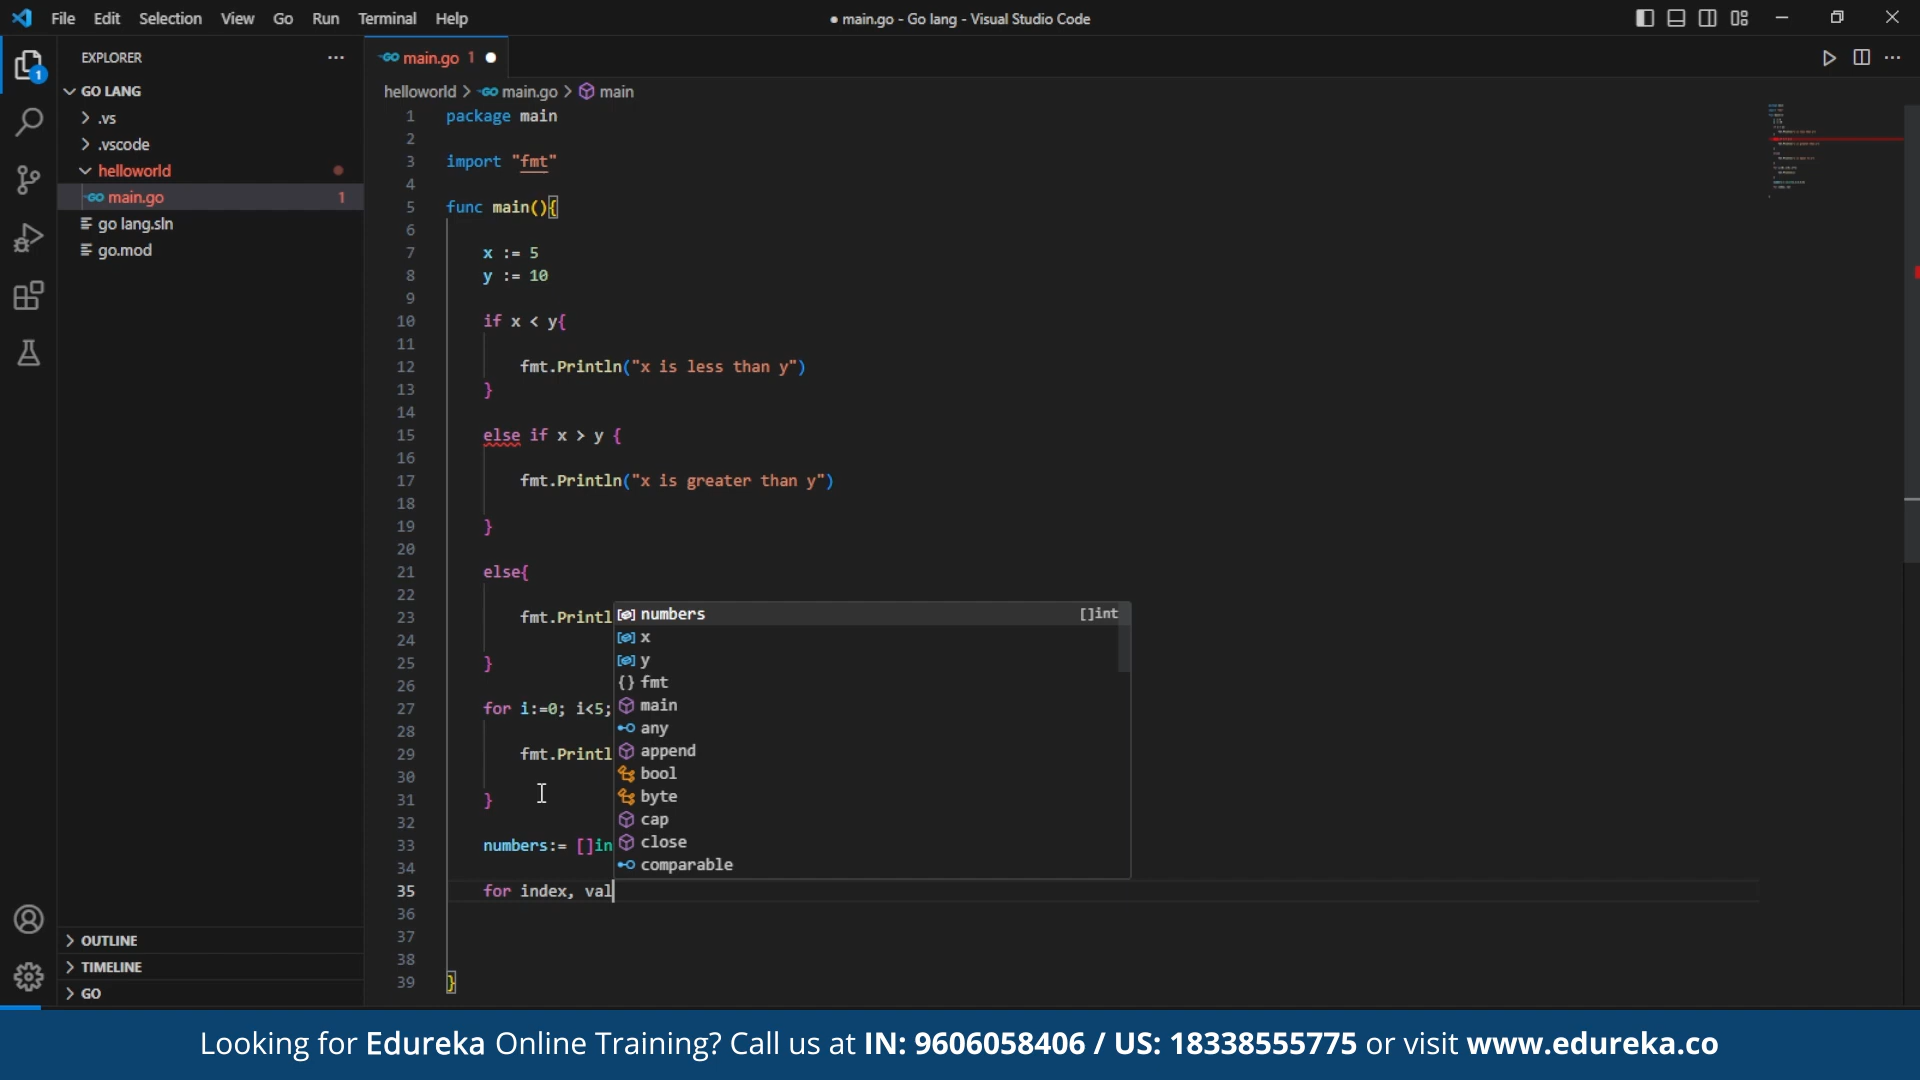 File Edit Selection View Go Run Terminal Help
● main.go - Go lang - Visual Studio Code
EXPLORER
GO LANG
.vs
.vscode
helloworld
main.go 1
go lang.sln
go.mod
OUTLINE
TIMELINE
GO
1
main.go 1
helloworld > main.go > main
1 package main
2
3 import "fmt"
4
5 func main(){
6
7 x := 5
8 y := 10
9
10 if x < y{
11
12 fmt.Println("x is less than y")
13 }
14
15 else if x > y {
16
17 fmt.Println("x is greater than y")
18
19 }
20
21 else{
22
23 fmt.Printl
24
25 }
26
27 for i:=0; i<5;
28
29 fmt.Printl
30
31 }
32
33 numbers:= []in
34
35 for index, val
36
37
38
39 }
numbers []int
x
y
fmt
main
any
append
bool
byte
cap
close
comparable
Looking for Edureka Online Training? Call us at IN: 9606058406 / US: 18338555775 or visit www.edureka.co